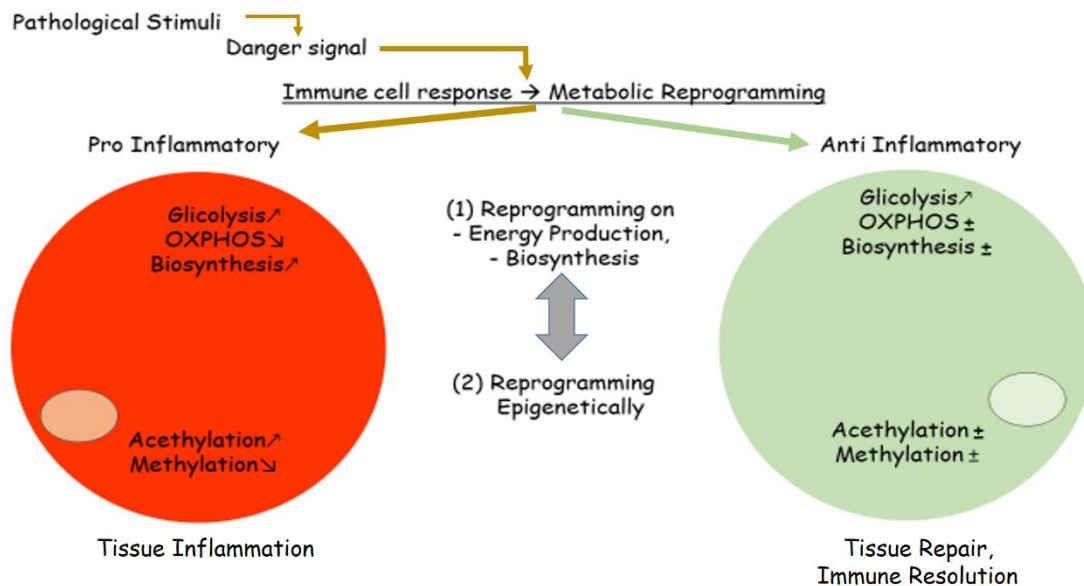 Pathological Stimuli
Danger signal
Immune cell response → Metabolic Reprogramming
Pro Inflammatory
Anti Inflammatory
Glicolysis↗
OXPHOS↘
Biosynthesis↗
(1) Reprogramming on
- Energy Production,
- Biosynthesis
Glicolysis↗
OXPHOS ±
Biosynthesis ±
(2) Reprogramming
Epigenetically
Acethylation↗
Methylation↘
Acethylation ±
Methylation ±
Tissue Inflammation
Tissue Repair,
Immune Resolution